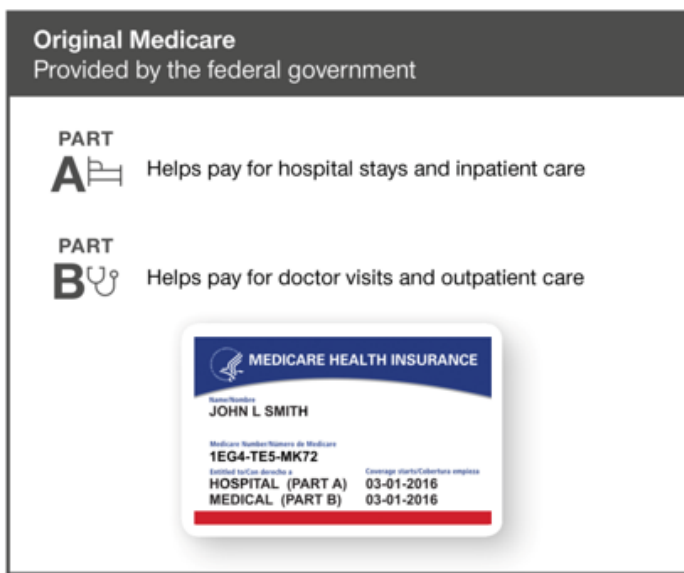 Original Medicare
Provided by the federal government
PART
A Helps pay for hospital stays and inpatient care
PART
B Helps pay for doctor visits and outpatient care
MEDICARE HEALTH INSURANCE
Name/Nombre
JOHN L SMITH
Medicare Number/Número de Medicare
1EG4-TE5-MK72
Entitled to/Con derecho a Coverage starts/Cobertura empieza
HOSPITAL (PART A) 03-01-2016
MEDICAL (PART B) 03-01-2016